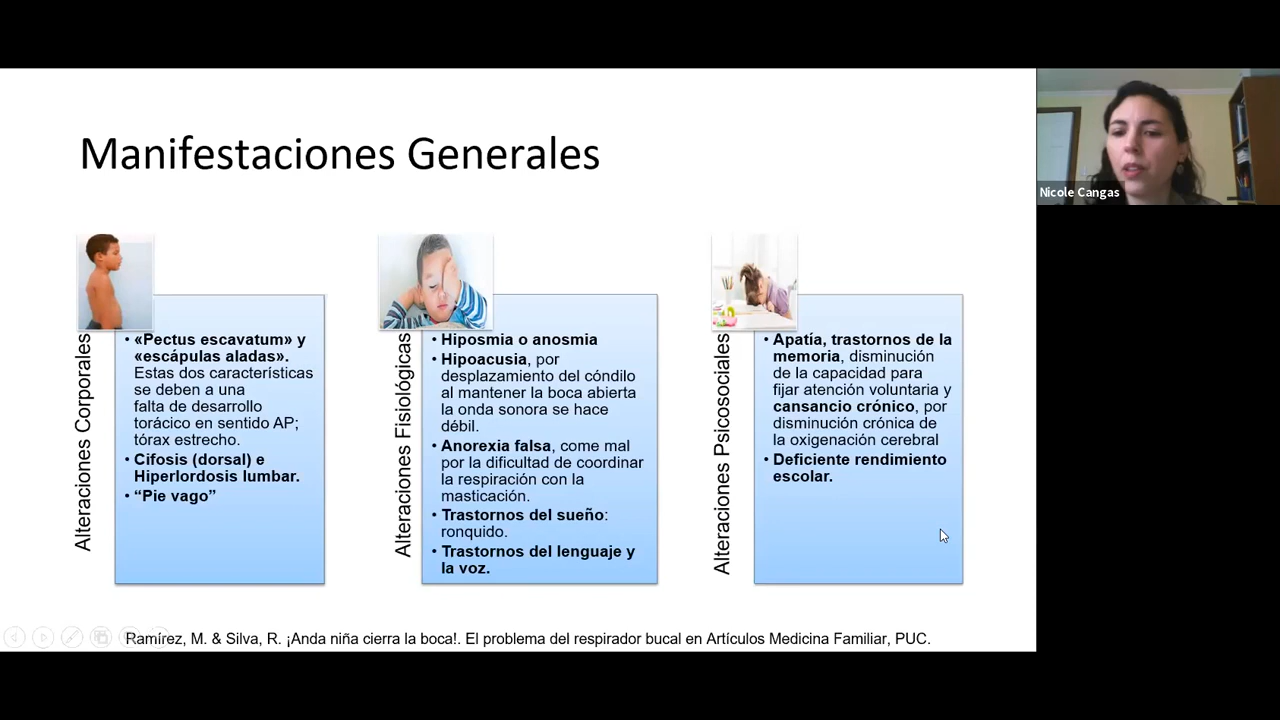 Manifestaciones Generales
Nicole Cangas
Alteraciones Corporales
• «Pectus escavatum» y
«escápulas aladas».
Estas dos características
se deben a una
falta de desarrollo
torácico en sentido AP;
tórax estrecho.
• Cifosis (dorsal) e
Hiperlordosis lumbar.
• “Pie vago”
Alteraciones Fisiológicas
• Hiposmia o anosmia
• Hipoacusia, por
desplazamiento del cóndilo
al mantener la boca abierta
la onda sonora se hace
débil.
• Anorexia falsa, come mal
por la dificultad de coordinar
la respiración con la
masticación.
• Trastornos del sueño:
ronquido.
• Trastornos del lenguaje y
la voz.
Alteraciones Psicosociales
• Apatía, trastornos de la
memoria, disminución
de la capacidad para
fijar atención voluntaria y
cansancio crónico, por
disminución crónica de
la oxigenación cerebral
• Deficiente rendimiento
escolar.
Ramírez, M. & Silva, R. ¡Anda niña cierra la boca!. El problema del respirador bucal en Artículos Medicina Familiar, PUC.